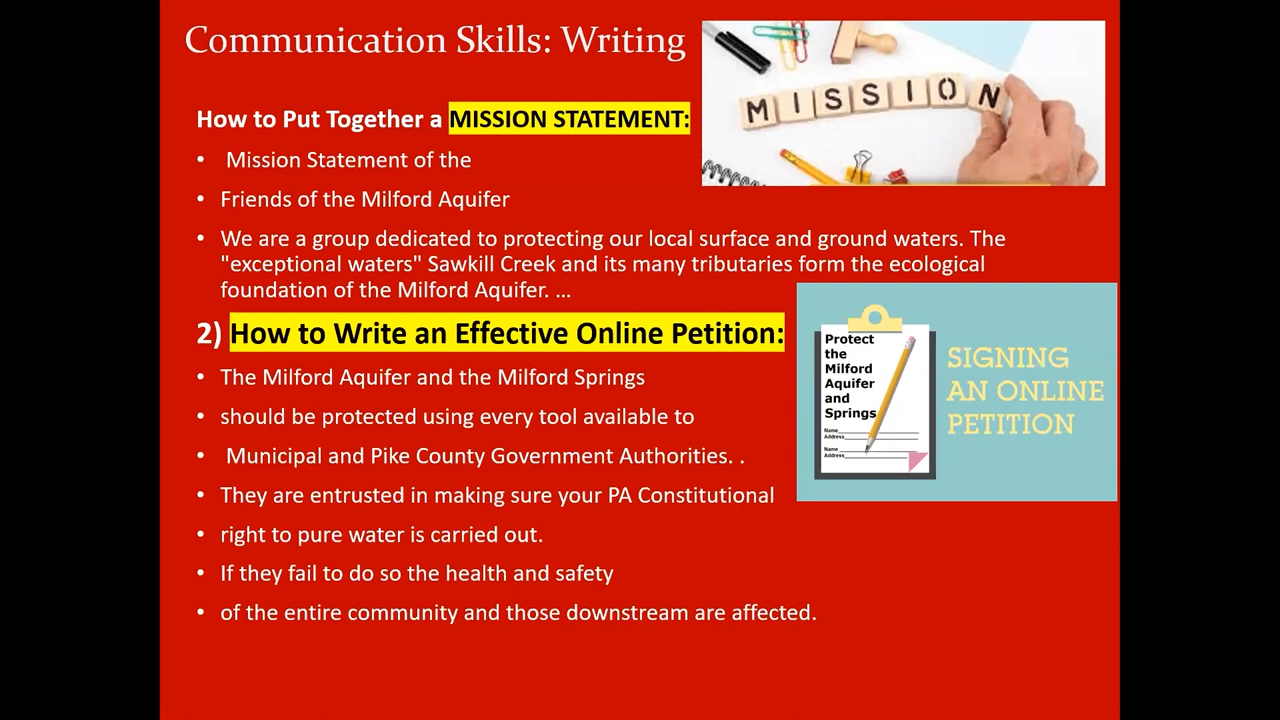 Communication Skills: Writing
MISSION
How to Put Together a MISSION STATEMENT:
• Mission Statement of the
• Friends of the Milford Aquifer
• We are a group dedicated to protecting our local surface and ground waters. The
"exceptional waters" Sawkill Creek and its many tributaries form the ecological
foundation of the Milford Aquifer. ...
2) How to Write an Effective Online Petition:
• The Milford Aquifer and the Milford Springs
• should be protected using every tool available to
• Municipal and Pike County Government Authorities. .
• They are entrusted in making sure your PA Constitutional
• right to pure water is carried out.
• If they fail to do so the health and safety
• of the entire community and those downstream are affected.
Protect
the
Milford
Aquifer
and
Springs
Name
Address
Name
Address
SIGNING
AN ONLINE
PETITION